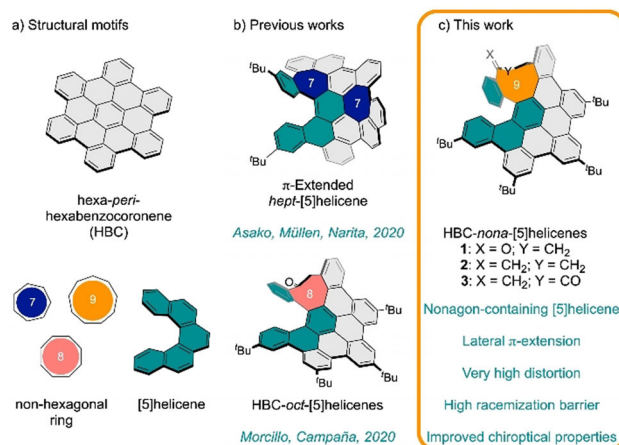 a) Structural motifs
hexa-peri-
hexabenzocoronene
(HBC)
7
9
8
non-hexagonal
ring
[5]helicene
b) Previous works
tBu
7
7
tBu
π-Extended
hept-[5]helicene
Asako, Müllen, Narita, 2020
O
8
tBu
tBu
tBu
HBC-oct-[5]helicenes
Morcillo, Campaña, 2020
c) This work
X
Y
9
tBu
tBu
tBu
tBu
HBC-nona-[5]helicenes
1: X = O; Y = CH₂
2: X = CH₂; Y = CH₂
3: X = CH₂; Y = CO
Nonagon-containing [5]helicene
Lateral π-extension
Very high distortion
High racemization barrier
Improved chiroptical properties